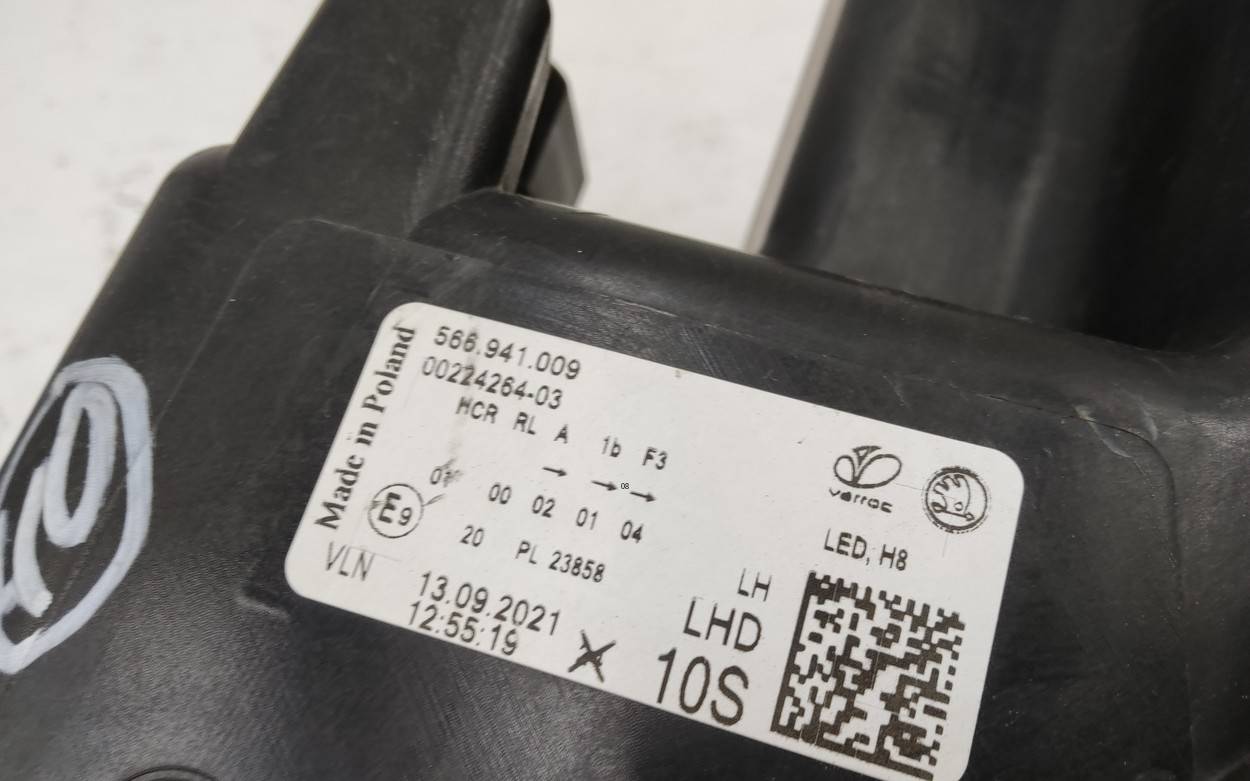 566.941.009
00224264-03
HCR RL A 1b F3
→ → 08 →
00 02 01 04
E9
20 PL 23858
Made in Poland
VLN
13.09.2021
12:55:19
varroc
LED, H8
LH
LHD
10S